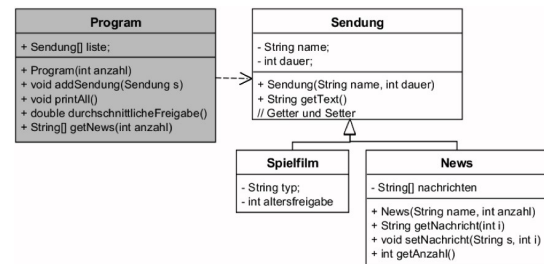 Program
+ Sendung[] liste;
+ Program(int anzahl)
+ void addSendung(Sendung s)
+ void printAll()
+ double durchschnittlicheFreigabe()
+ String[] getNews(int anzahl)
Sendung
- String name;
- int dauer;
+ Sendung(String name, int dauer)
+ String getText()
// Getter und Setter
Spielfilm
- String typ;
- int altersfreigabe
News
- String[] nachrichten
+ News(String name, int anzahl)
+ String getNachricht(int i)
+ void setNachricht(String s, int i)
+ int getAnzahl()